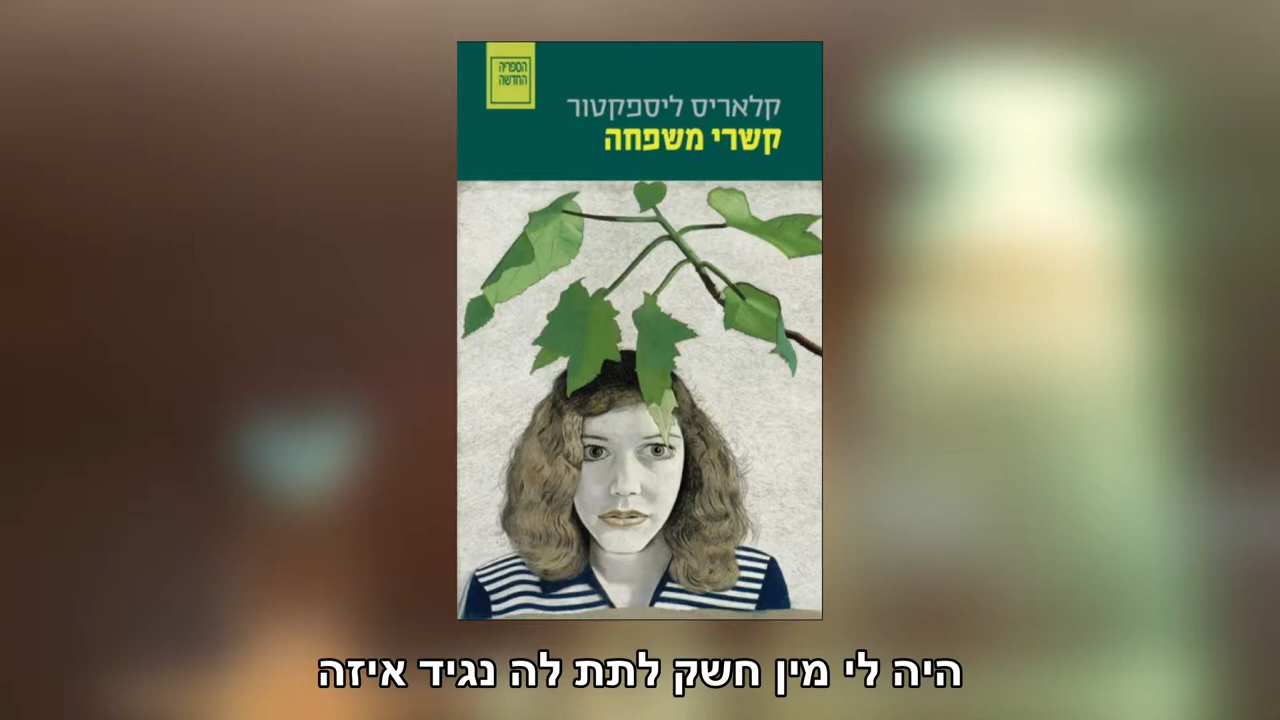 הספריה
החדשה
קלאריס ליספקטור
קשרי משפחה
היה לי מין חשק לתת לה נגיד איזה